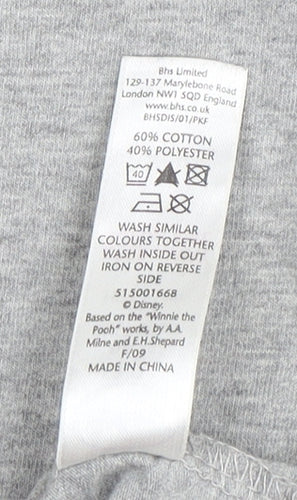 Bhs Limited
129-137 Marylebone Road
London NW1 5QD England
www.bhs.co.uk
BHSDIS/01/PKF
60% COTTON
40% POLYESTER
40
WASH SIMILAR
COLOURS TOGETHER
WASH INSIDE OUT
IRON ON REVERSE
SIDE
515001668
© Disney.
Based on the "Winnie the
Pooh" works, by A.A.
Milne and E.H.Shepard
F/09
MADE IN CHINA